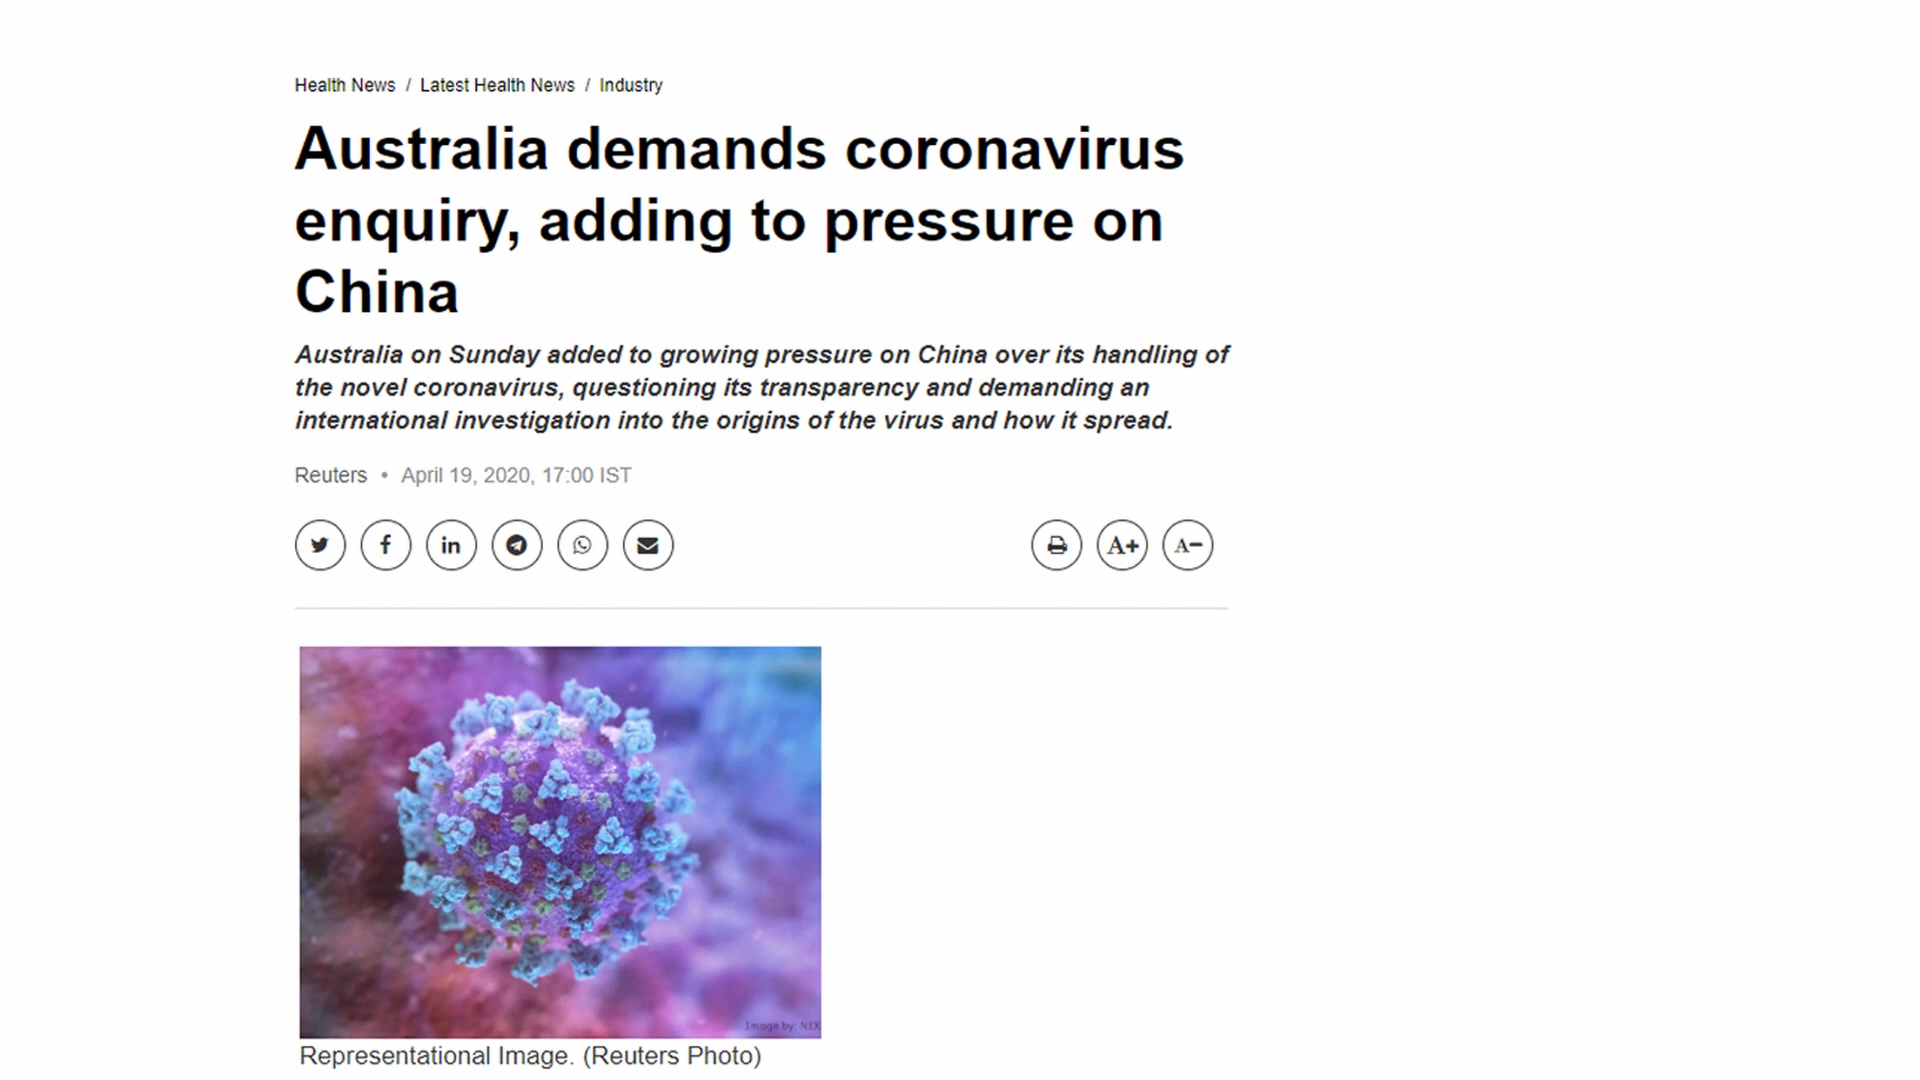 Health News / Latest Health News / Industry
Australia demands coronavirus
enquiry, adding to pressure on
China
Australia on Sunday added to growing pressure on China over its handling of
the novel coronavirus, questioning its transparency and demanding an
international investigation into the origins of the virus and how it spread.
Reuters • April 19, 2020, 17:00 IST
A+ A-
Image by: NEX
Representational Image. (Reuters Photo)